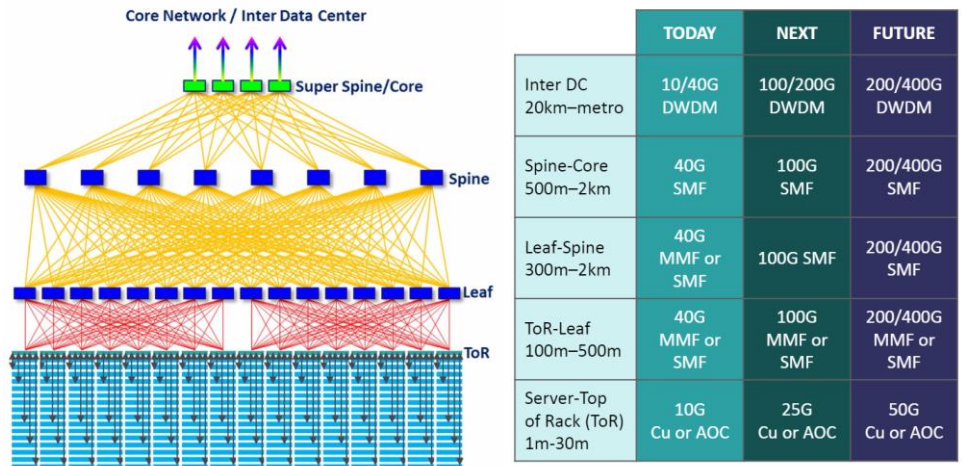 Core Network / Inter Data Center
Super Spine/Core
Spine
Leaf
ToR
TODAY
NEXT
FUTURE
Inter DC
20km–metro
10/40G
DWDM
100/200G
DWDM
200/400G
DWDM
Spine-Core
500m–2km
40G
SMF
100G
SMF
200/400G
SMF
Leaf-Spine
300m–2km
40G
MMF or
SMF
100G SMF
200/400G
SMF
ToR-Leaf
100m–500m
40G
MMF or
SMF
100G
MMF or
SMF
200/400G
MMF or
SMF
Server-Top
of Rack (ToR)
1m-30m
10G
Cu or AOC
25G
Cu or AOC
50G
Cu or AOC